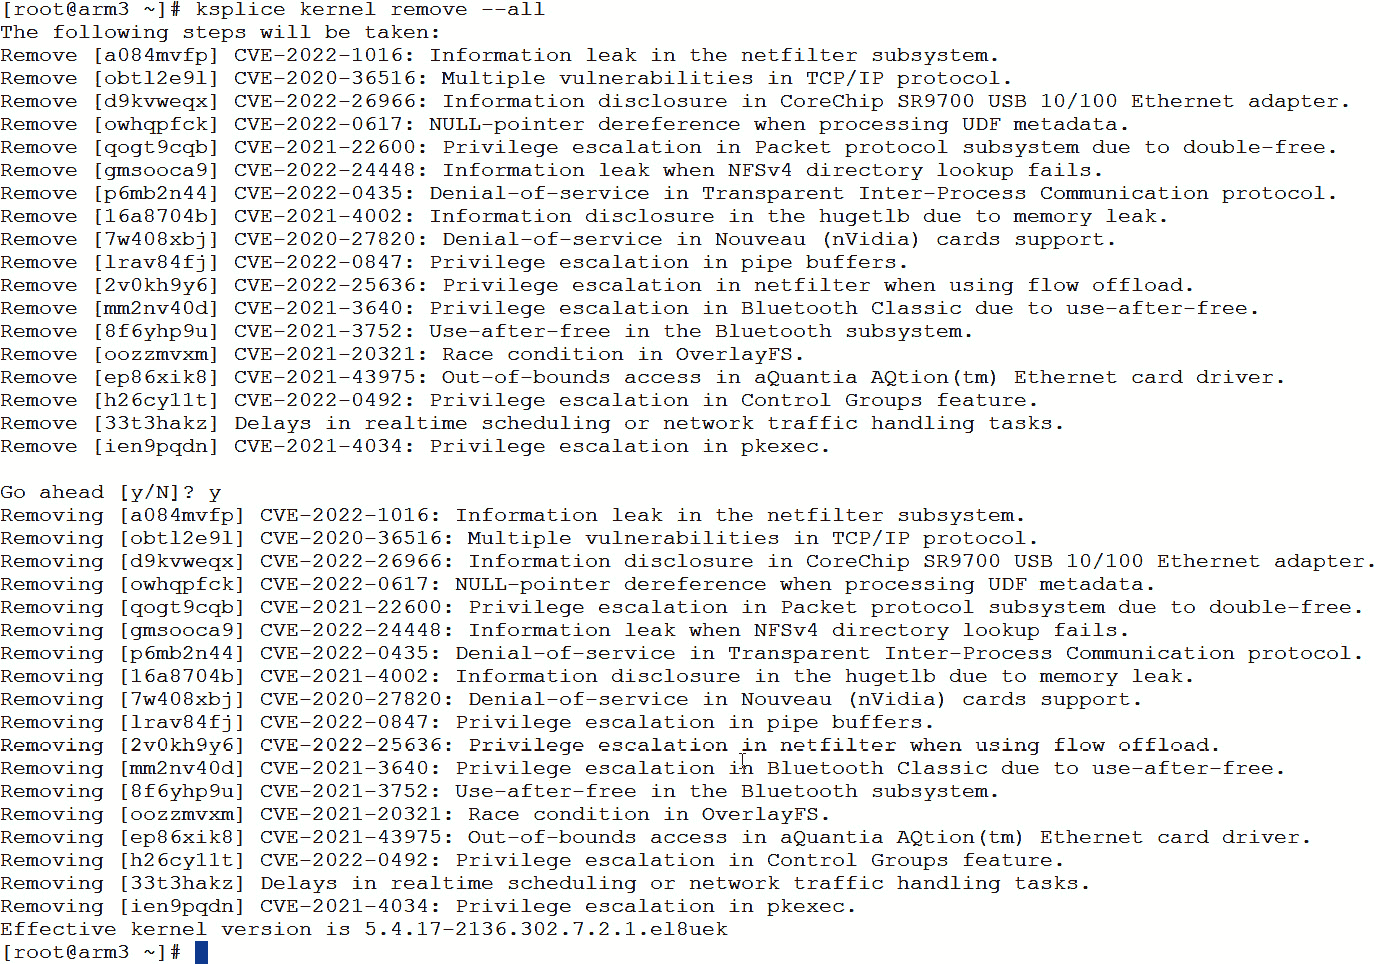 [root@arm3 ~]# ksplice kernel remove --all
The following steps will be taken:
Remove [a084mvfp] CVE-2022-1016: Information leak in the netfilter subsystem.
Remove [obtl2e9l] CVE-2020-36516: Multiple vulnerabilities in TCP/IP protocol.
Remove [d9kvweqx] CVE-2022-26966: Information disclosure in CoreChip SR9700 USB 10/100 Ethernet adapter.
Remove [owhqpfck] CVE-2022-0617: NULL-pointer dereference when processing UDF metadata.
Remove [qogt9cqb] CVE-2021-22600: Privilege escalation in Packet protocol subsystem due to double-free.
Remove [gmsooca9] CVE-2022-24448: Information leak when NFSv4 directory lookup fails.
Remove [p6mb2n44] CVE-2022-0435: Denial-of-service in Transparent Inter-Process Communication protocol.
Remove [16a8704b] CVE-2021-4002: Information disclosure in the hugetlb due to memory leak.
Remove [7w408xbj] CVE-2020-27820: Denial-of-service in Nouveau (nVidia) cards support.
Remove [lrav84fj] CVE-2022-0847: Privilege escalation in pipe buffers.
Remove [2v0kh9y6] CVE-2022-25636: Privilege escalation in netfilter when using flow offload.
Remove [mm2nv40d] CVE-2021-3640: Privilege escalation in Bluetooth Classic due to use-after-free.
Remove [8f6yhp9u] CVE-2021-3752: Use-after-free in the Bluetooth subsystem.
Remove [oozzmvxm] CVE-2021-20321: Race condition in OverlayFS.
Remove [ep86xik8] CVE-2021-43975: Out-of-bounds access in aQuantia AQtion(tm) Ethernet card driver.
Remove [h26cy11t] CVE-2022-0492: Privilege escalation in Control Groups feature.
Remove [33t3hakz] Delays in realtime scheduling or network traffic handling tasks.
Remove [ien9pqdn] CVE-2021-4034: Privilege escalation in pkexec.

Go ahead [y/N]? y
Removing [a084mvfp] CVE-2022-1016: Information leak in the netfilter subsystem.
Removing [obtl2e9l] CVE-2020-36516: Multiple vulnerabilities in TCP/IP protocol.
Removing [d9kvweqx] CVE-2022-26966: Information disclosure in CoreChip SR9700 USB 10/100 Ethernet adapter.
Removing [owhqpfck] CVE-2022-0617: NULL-pointer dereference when processing UDF metadata.
Removing [qogt9cqb] CVE-2021-22600: Privilege escalation in Packet protocol subsystem due to double-free.
Removing [gmsooca9] CVE-2022-24448: Information leak when NFSv4 directory lookup fails.
Removing [p6mb2n44] CVE-2022-0435: Denial-of-service in Transparent Inter-Process Communication protocol.
Removing [16a8704b] CVE-2021-4002: Information disclosure in the hugetlb due to memory leak.
Removing [7w408xbj] CVE-2020-27820: Denial-of-service in Nouveau (nVidia) cards support.
Removing [lrav84fj] CVE-2022-0847: Privilege escalation in pipe buffers.
Removing [2v0kh9y6] CVE-2022-25636: Privilege escalation in netfilter when using flow offload.
Removing [mm2nv40d] CVE-2021-3640: Privilege escalation in Bluetooth Classic due to use-after-free.
Removing [8f6yhp9u] CVE-2021-3752: Use-after-free in the Bluetooth subsystem.
Removing [oozzmvxm] CVE-2021-20321: Race condition in OverlayFS.
Removing [ep86xik8] CVE-2021-43975: Out-of-bounds access in aQuantia AQtion(tm) Ethernet card driver.
Removing [h26cy11t] CVE-2022-0492: Privilege escalation in Control Groups feature.
Removing [33t3hakz] Delays in realtime scheduling or network traffic handling tasks.
Removing [ien9pqdn] CVE-2021-4034: Privilege escalation in pkexec.
Effective kernel version is 5.4.17-2136.302.7.2.1.el8uek
[root@arm3 ~]#